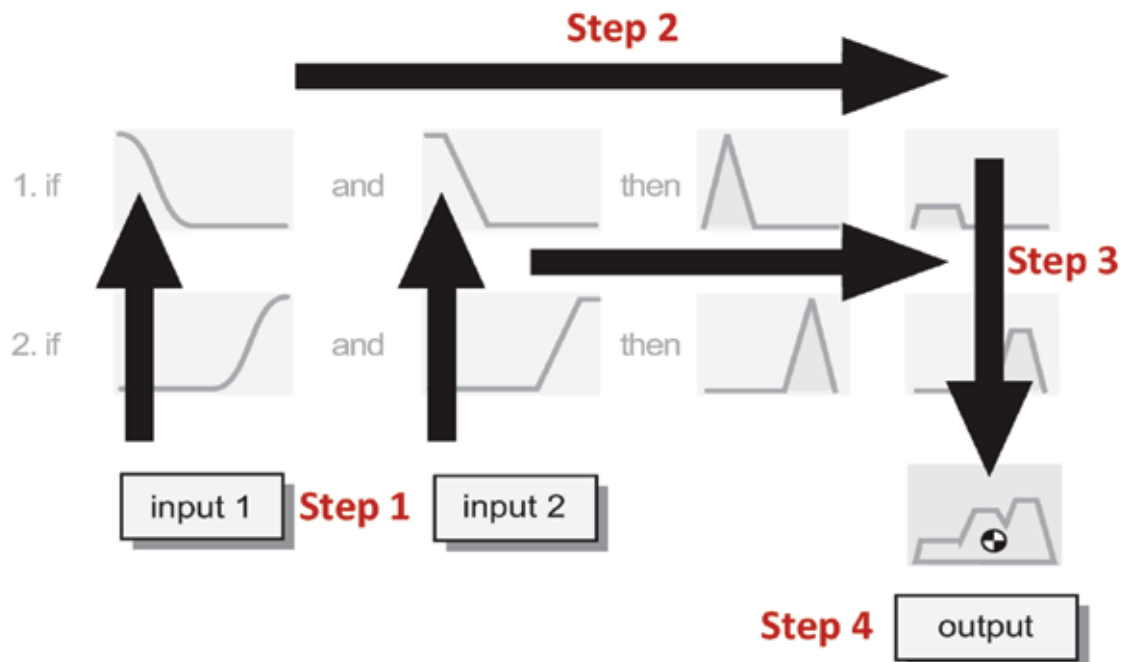 Step 2
1. if and then
Step 3
2. if and then
input 1 Step 1 input 2
Step 4 output